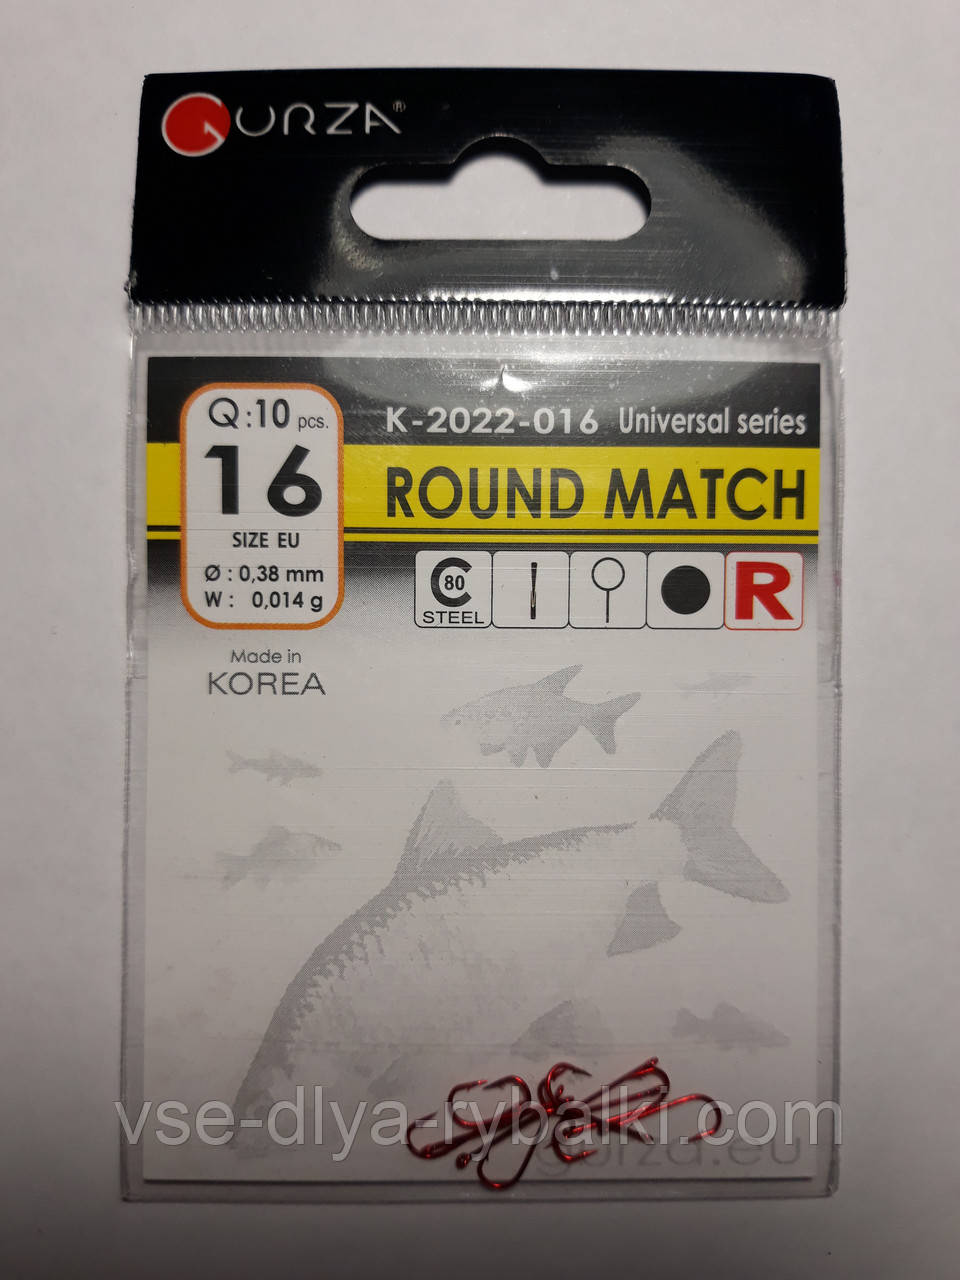 GURZA®
Q:10 pcs.
16
SIZE EU
Ø : 0,38 mm
W : 0,014 g
K-2022-016 Universal series
ROUND MATCH
C 80
STEEL
R
Made in
KOREA
vse-dlya-rybalki.com
gurza.eu